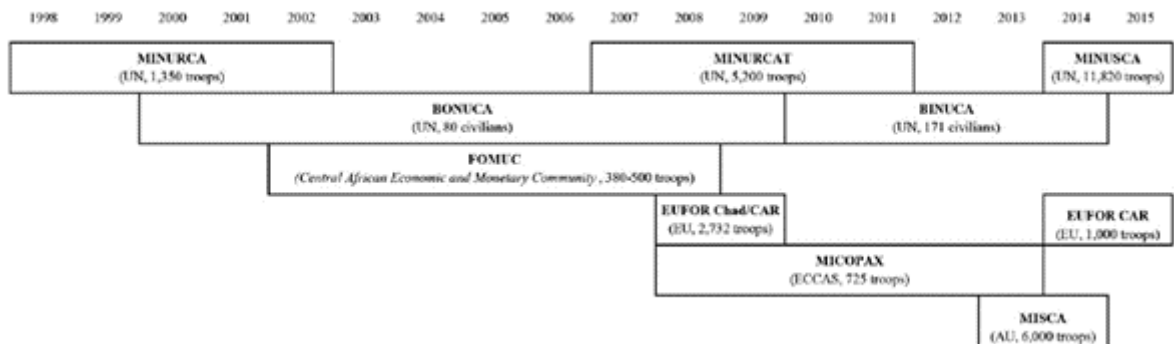 1998 1999 2000 2001 2002 2003 2004 2005 2006 2007 2008 2009 2010 2011 2012 2013 2014 2015
MINURCA
(UN, 1,350 troops)
MINURCAT
(UN, 5,200 troops)
MINUSCA
(UN, 11,820 troops)
BONUCA
(UN, 80 civilians)
BINUCA
(UN, 171 civilians)
FOMUC
(Central African Economic and Monetary Community , 380-500 troops)
EUFOR Chad/CAR
(EU, 2,732 troops)
EUFOR CAR
(EU, 1,000 troops)
MICOPAX
(ECCAS, 725 troops)
MISCA
(AU, 6,000 troops)